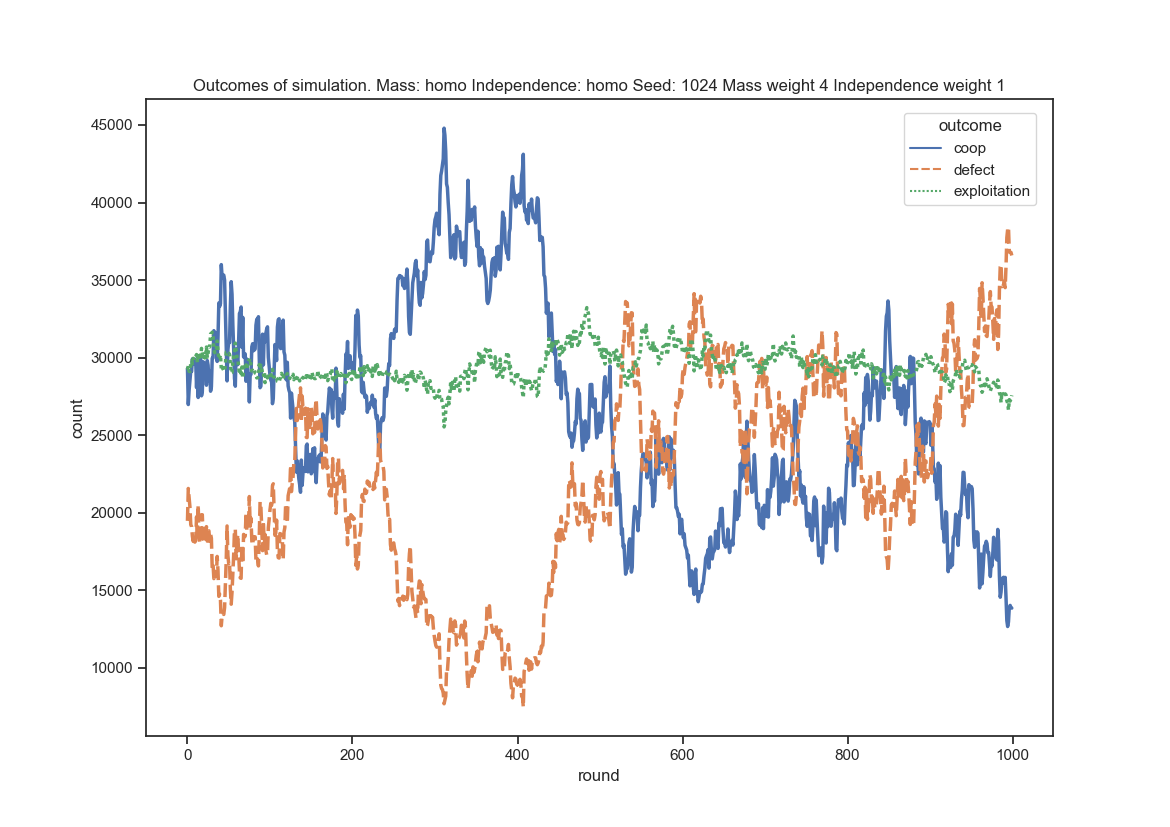 Outcomes of simulation. Mass: homo Independence: homo Seed: 1024 Mass weight 4 Independence weight 1
outcome
coop
defect
exploitation
45000
40000
35000
30000
25000
20000
15000
10000
count
0
200
400
600
800
1000
round